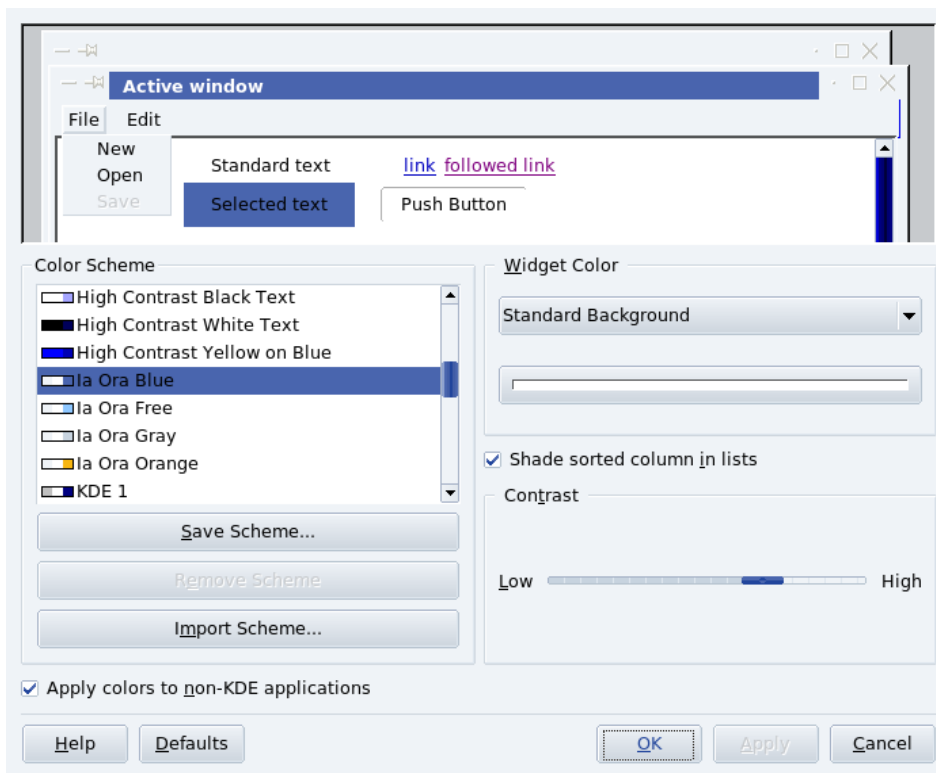 Active window
File Edit
New
Open
Save
Standard text link followed link
Selected text Push Button
Color Scheme
High Contrast Black Text
High Contrast White Text
High Contrast Yellow on Blue
Ia Ora Blue
Ia Ora Free
Ia Ora Gray
Ia Ora Orange
KDE 1
Save Scheme...
Remove Scheme
Import Scheme...
Widget Color
Standard Background
Shade sorted column in lists
Contrast
Low High
Apply colors to non-KDE applications
Help Defaults OK Apply Cancel